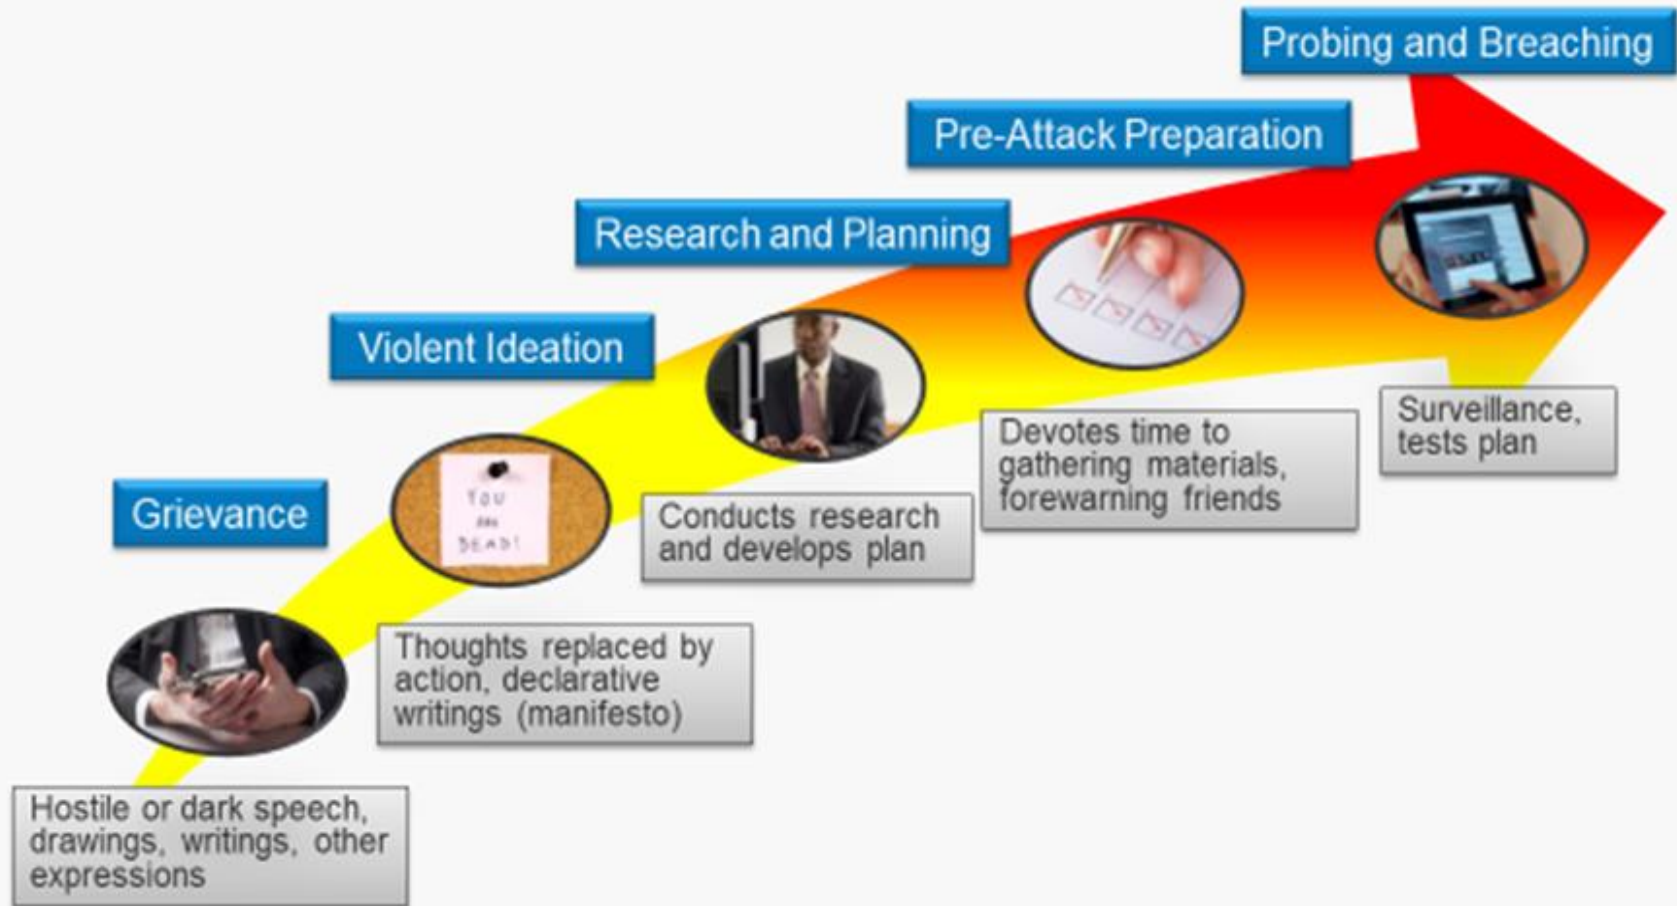 Probing and Breaching
Pre-Attack Preparation
Research and Planning
Violent Ideation
Grievance
YOU
ARE
DEAD!
Surveillance,
tests plan
Devotes time to
gathering materials,
forewarning friends
Conducts research
and develops plan
Thoughts replaced by
action, declarative
writings (manifesto)
Hostile or dark speech,
drawings, writings, other
expressions